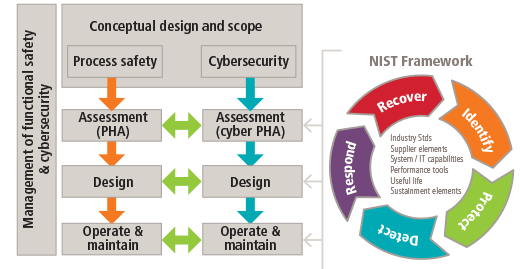 Management of functional safety
& cybersecurity
Conceptual design and scope
Process safety
Cybersecurity
Assessment
(PHA)
Assessment
(cyber PHA)
Design
Design
Operate &
maintain
Operate &
maintain
NIST Framework
Recover
Identify
Protect
Detect
Respond
Industry Stds
Supplier elements
System / IT capabilities
Performance tools
Useful life
Sustainment elements